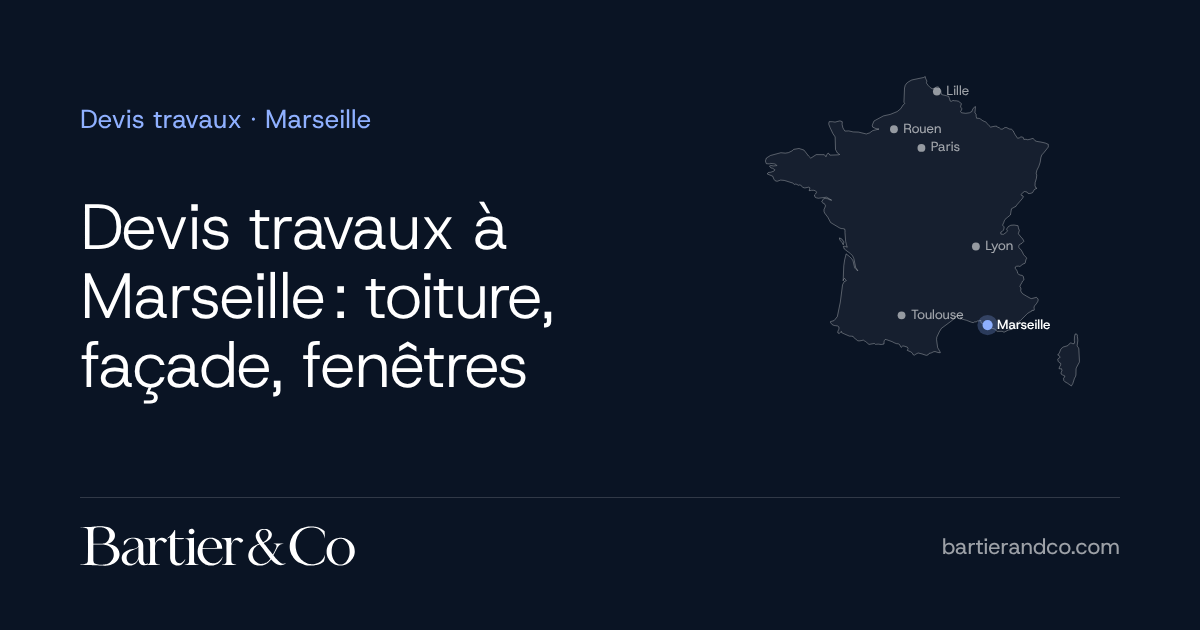 Devis travaux · Marseille
Devis travaux à
Marseille : toiture,
façade, fenêtres
Lille
Rouen
Paris
Lyon
Toulouse
Marseille
Bartier & Co
bartierandco.com